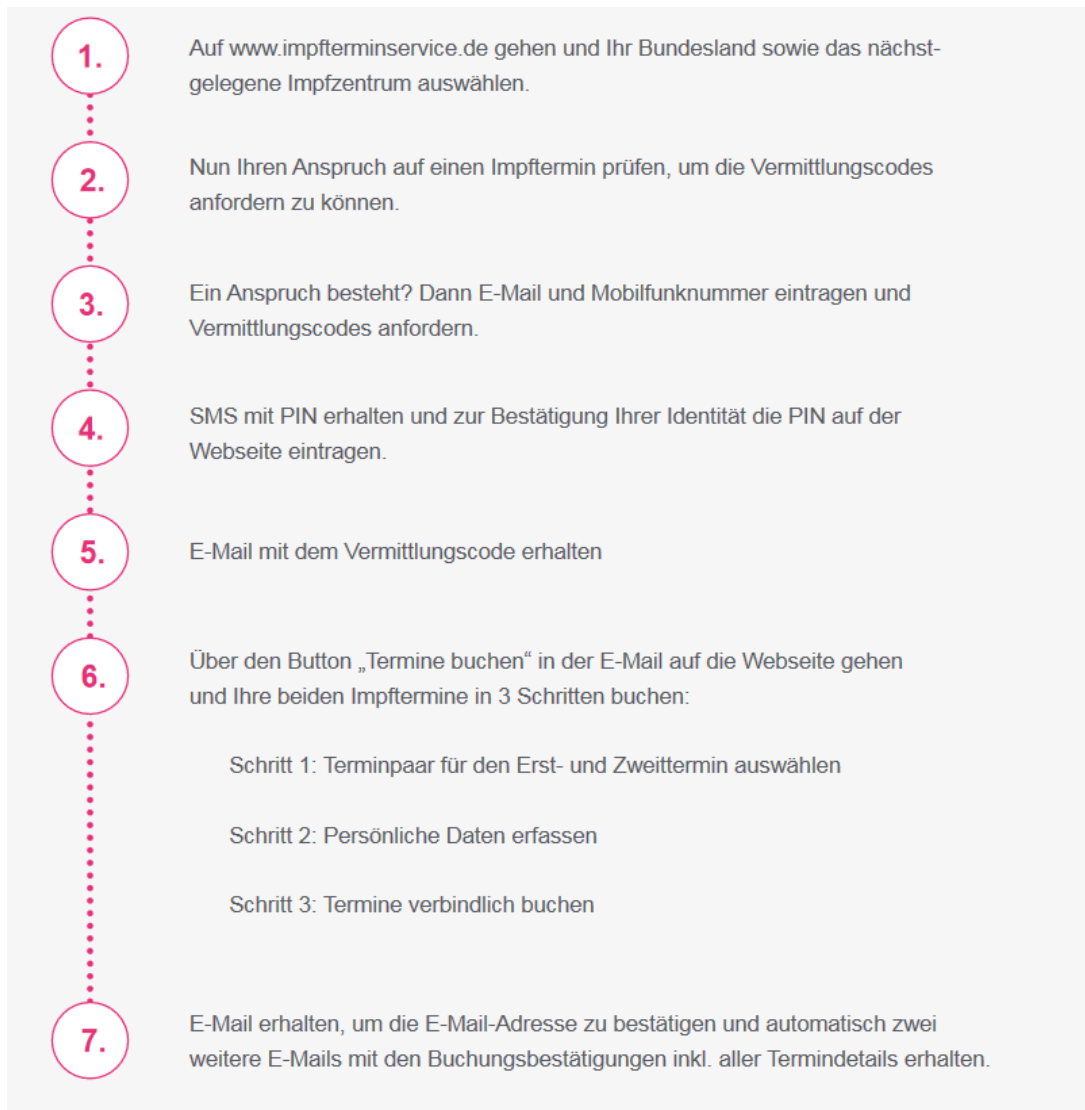 1.
Auf www.impfterminservice.de gehen und Ihr Bundesland sowie das nächst-
gelegene Impfzentrum auswählen.
2.
Nun Ihren Anspruch auf einen Impftermin prüfen, um die Vermittlungscodes
anfordern zu können.
3.
Ein Anspruch besteht? Dann E-Mail und Mobilfunknummer eintragen und
Vermittlungscodes anfordern.
4.
SMS mit PIN erhalten und zur Bestätigung Ihrer Identität die PIN auf der
Webseite eintragen.
5.
E-Mail mit dem Vermittlungscode erhalten
6.
Über den Button „Termine buchen“ in der E-Mail auf die Webseite gehen
und Ihre beiden Impftermine in 3 Schritten buchen:
Schritt 1: Terminpaar für den Erst- und Zweittermin auswählen
Schritt 2: Persönliche Daten erfassen
Schritt 3: Termine verbindlich buchen
7.
E-Mail erhalten, um die E-Mail-Adresse zu bestätigen und automatisch zwei
weitere E-Mails mit den Buchungsbestätigungen inkl. aller Termindetails erhalten.